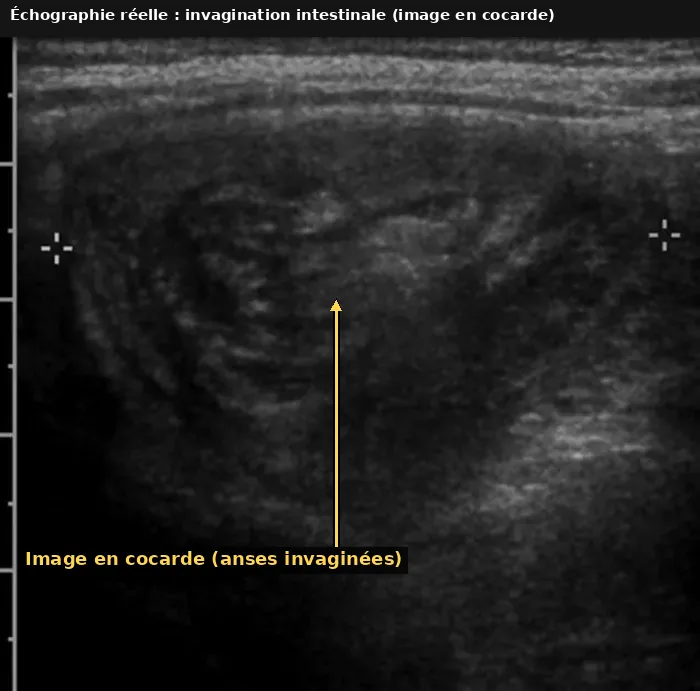 Échographie réelle : invagination intestinale (image en cocarde)
Image en cocarde (anses invaginées)